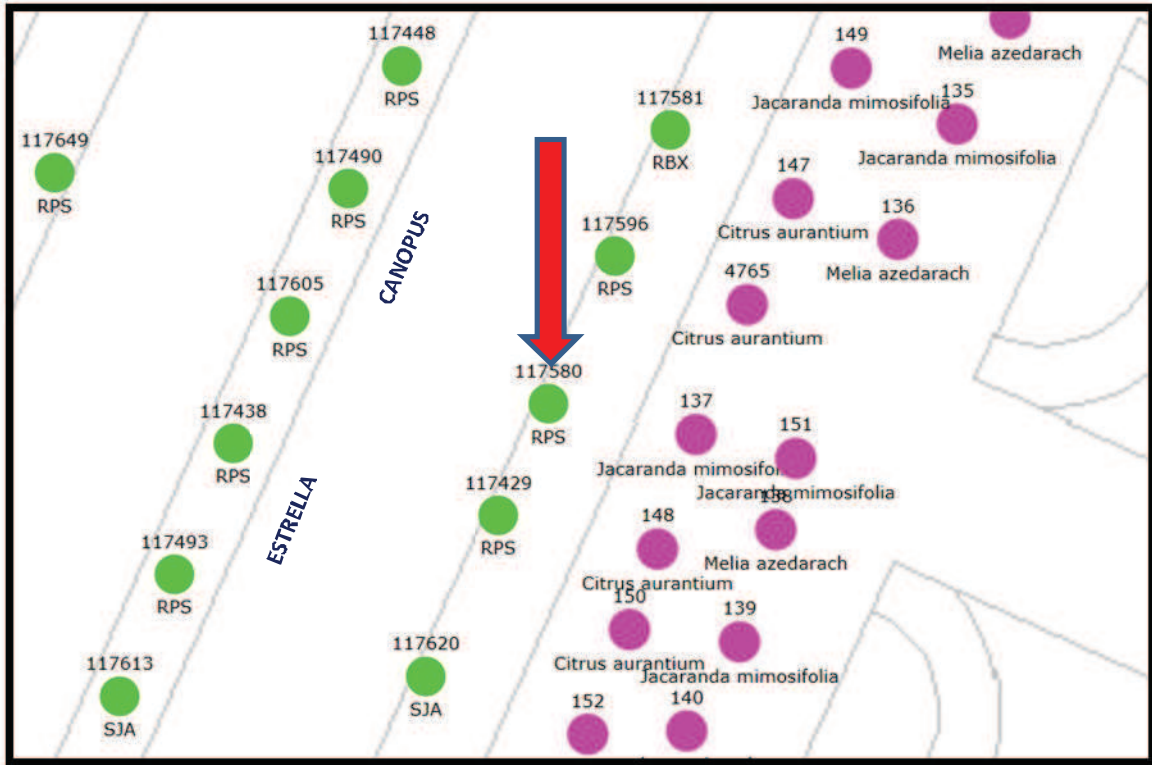 Melia azedarach
117448
RPS
149
Jacaranda mimosifolia
135
Jacaranda mimosifolia
117581
RBX
117649
RPS
117490
RPS
147
Citrus aurantium
136
Melia azedarach
CANOPUS
117596
RPS
4765
Citrus aurantium
117605
RPS
117580
RPS
117438
RPS
137
Jacaranda mimosifolia
151
Jacaranda mimosifolia
ESTRELLA
117429
RPS
138
Melia azedarach
148
Citrus aurantium
117493
RPS
150
Citrus aurantium
139
Jacaranda mimosifolia
117613
SJA
117620
SJA
152
140